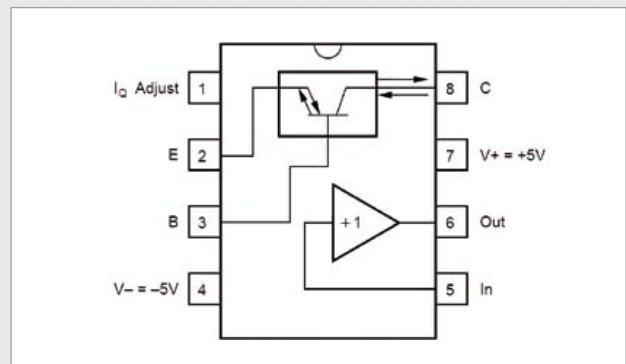 I_Q Adjust 1
E 2
B 3
V– = –5V 4
8 C
7 V+ = +5V
6 Out
5 In
+1